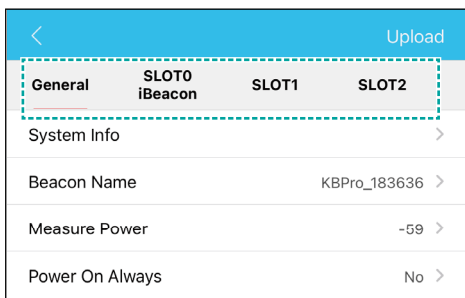 Upload
General SLOT0 iBeacon SLOT1 SLOT2
System Info
Beacon Name KBPro_183636
Measure Power -59
Power On Always No